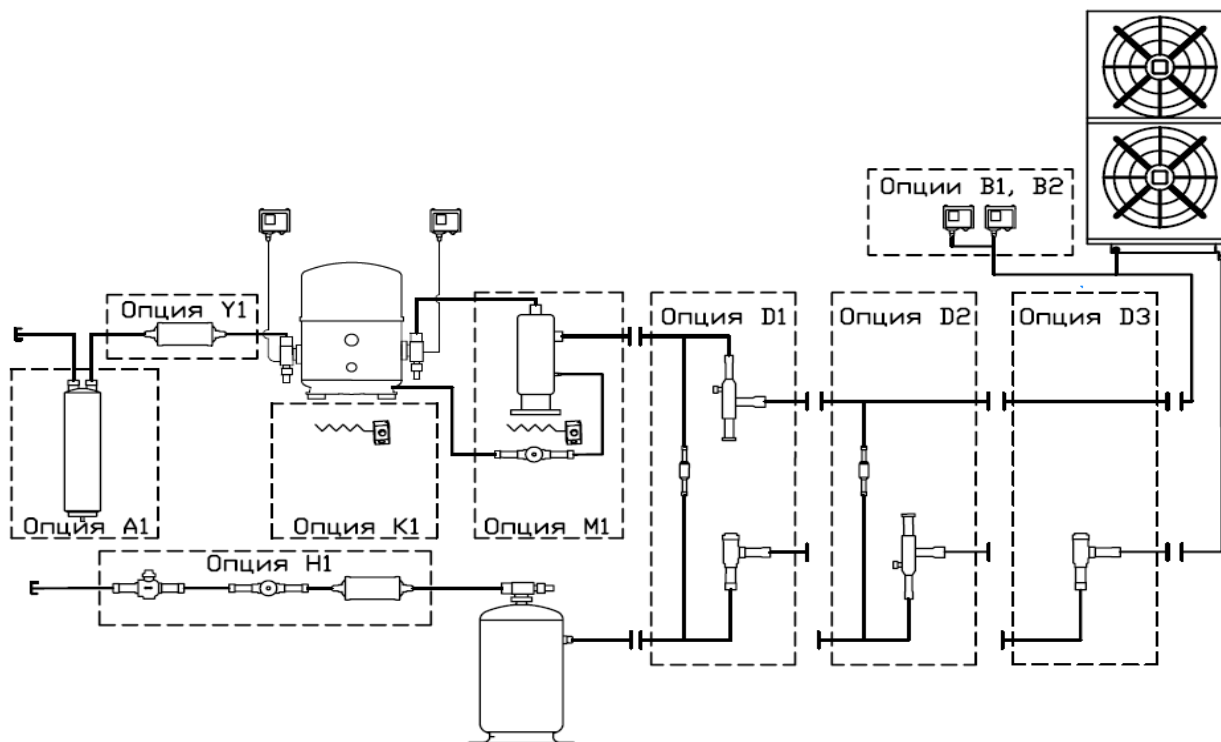 Опции B1, B2
Опция Y1
Опция D1
Опция D2
Опция D3
Опция A1
Опция K1
Опция M1
Опция H1